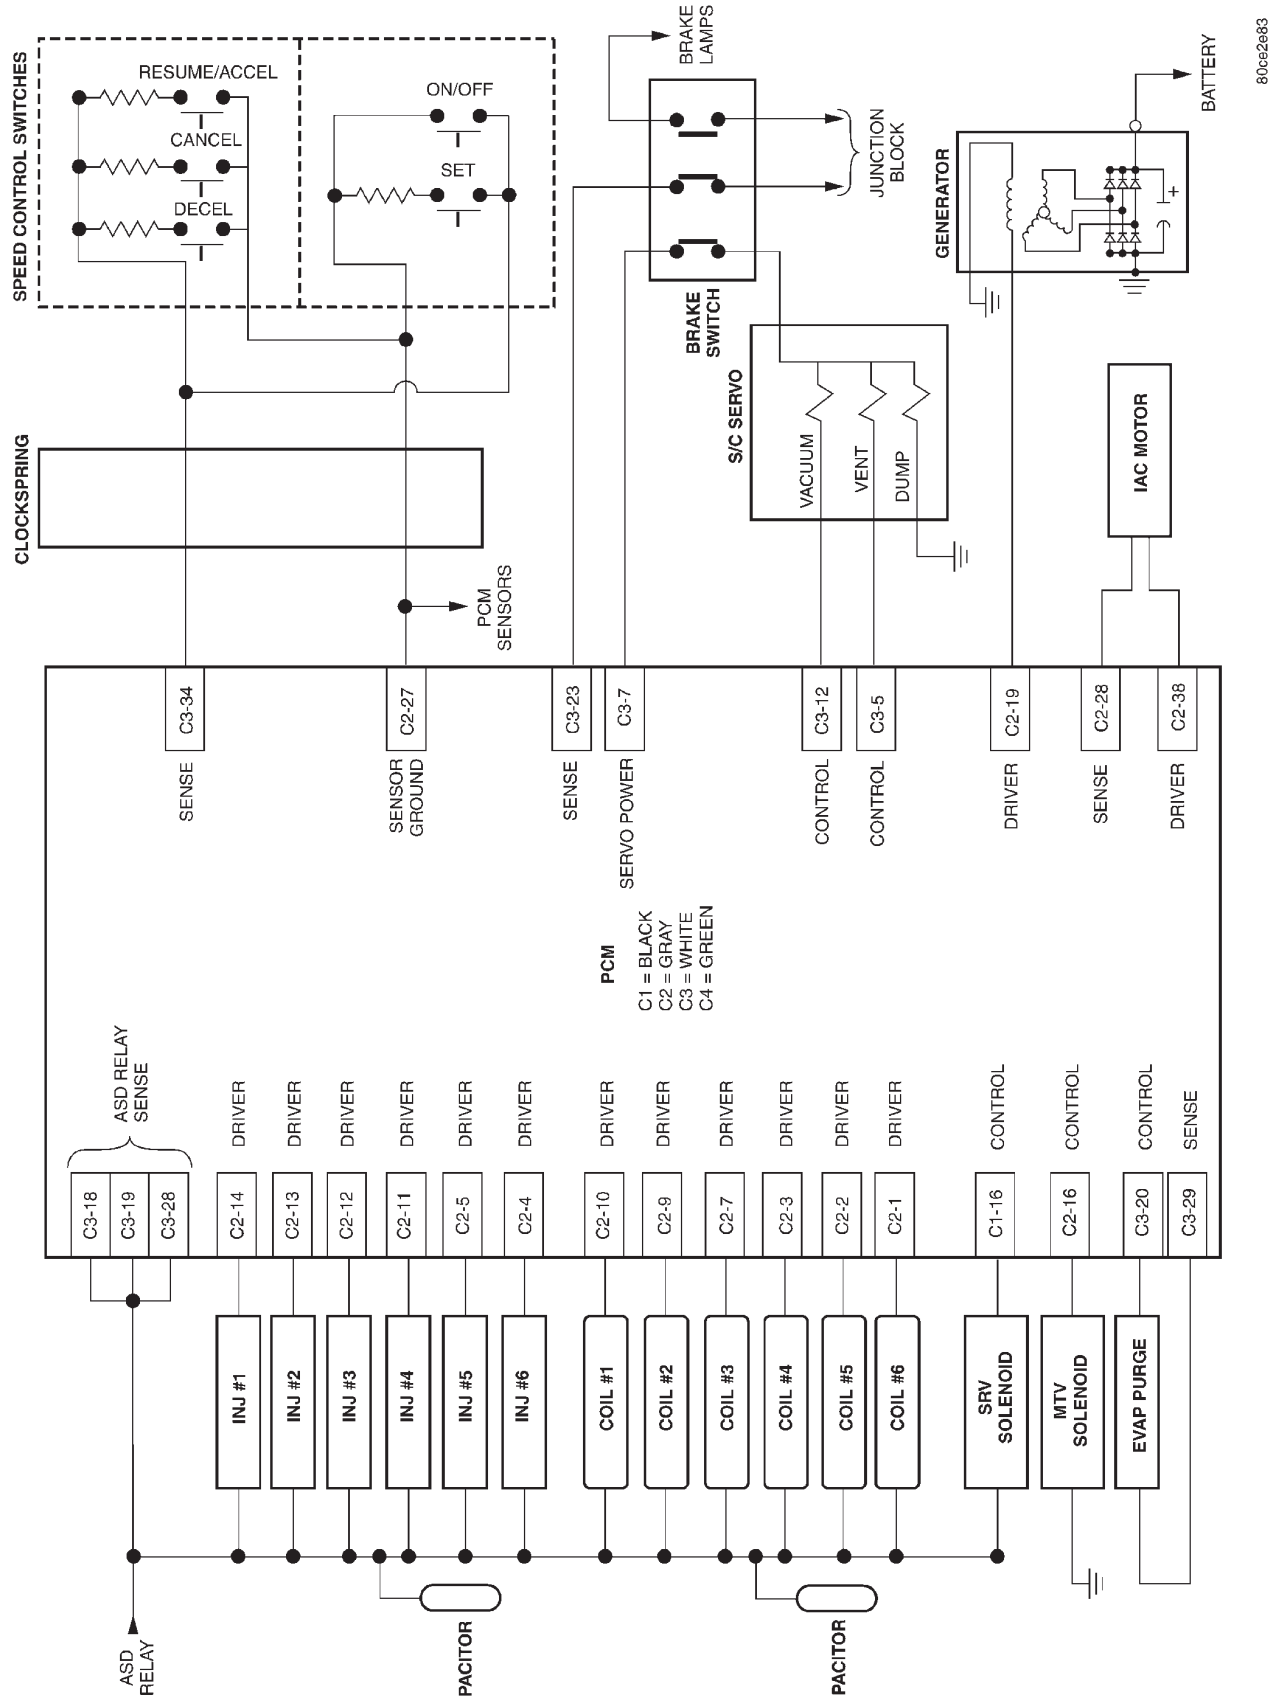 SPEED CONTROL SWITCHES
RESUME/ACCEL
CANCEL
DECEL
ON/OFF
SET
BRAKE
LAMPS
JUNCTION
BLOCK
BATTERY
80ce2e83
GENERATOR
+
BRAKE
SWITCH
S/C SERVO
VACUUM
VENT
DUMP
IAC MOTOR
CLOCKSPRING
PCM
SENSORS
C3-34
C2-27
C3-23
C3-7
C3-12
C3-5
C2-19
C2-28
C2-38
SENSE
SENSOR
GROUND
SENSE
SERVO POWER
CONTROL
CONTROL
DRIVER
SENSE
DRIVER
PCM
C1 = BLACK
C2 = GRAY
C3 = WHITE
C4 = GREEN
ASD RELAY
SENSE
DRIVER
DRIVER
DRIVER
DRIVER
DRIVER
DRIVER
DRIVER
DRIVER
DRIVER
DRIVER
DRIVER
DRIVER
CONTROL
CONTROL
CONTROL
SENSE
C3-18
C3-19
C3-28
C2-14
C2-13
C2-12
C2-11
C2-5
C2-4
C2-10
C2-9
C2-7
C2-3
C2-2
C2-1
C1-16
C2-16
C3-20
C3-29
INJ #1
INJ #2
INJ #3
INJ #4
INJ #5
INJ #6
COIL #1
COIL #2
COIL #3
COIL #4
COIL #5
COIL #6
SRV
SOLENOID
MTV
SOLENOID
EVAP PURGE
ASD
RELAY
PACITOR
PACITOR